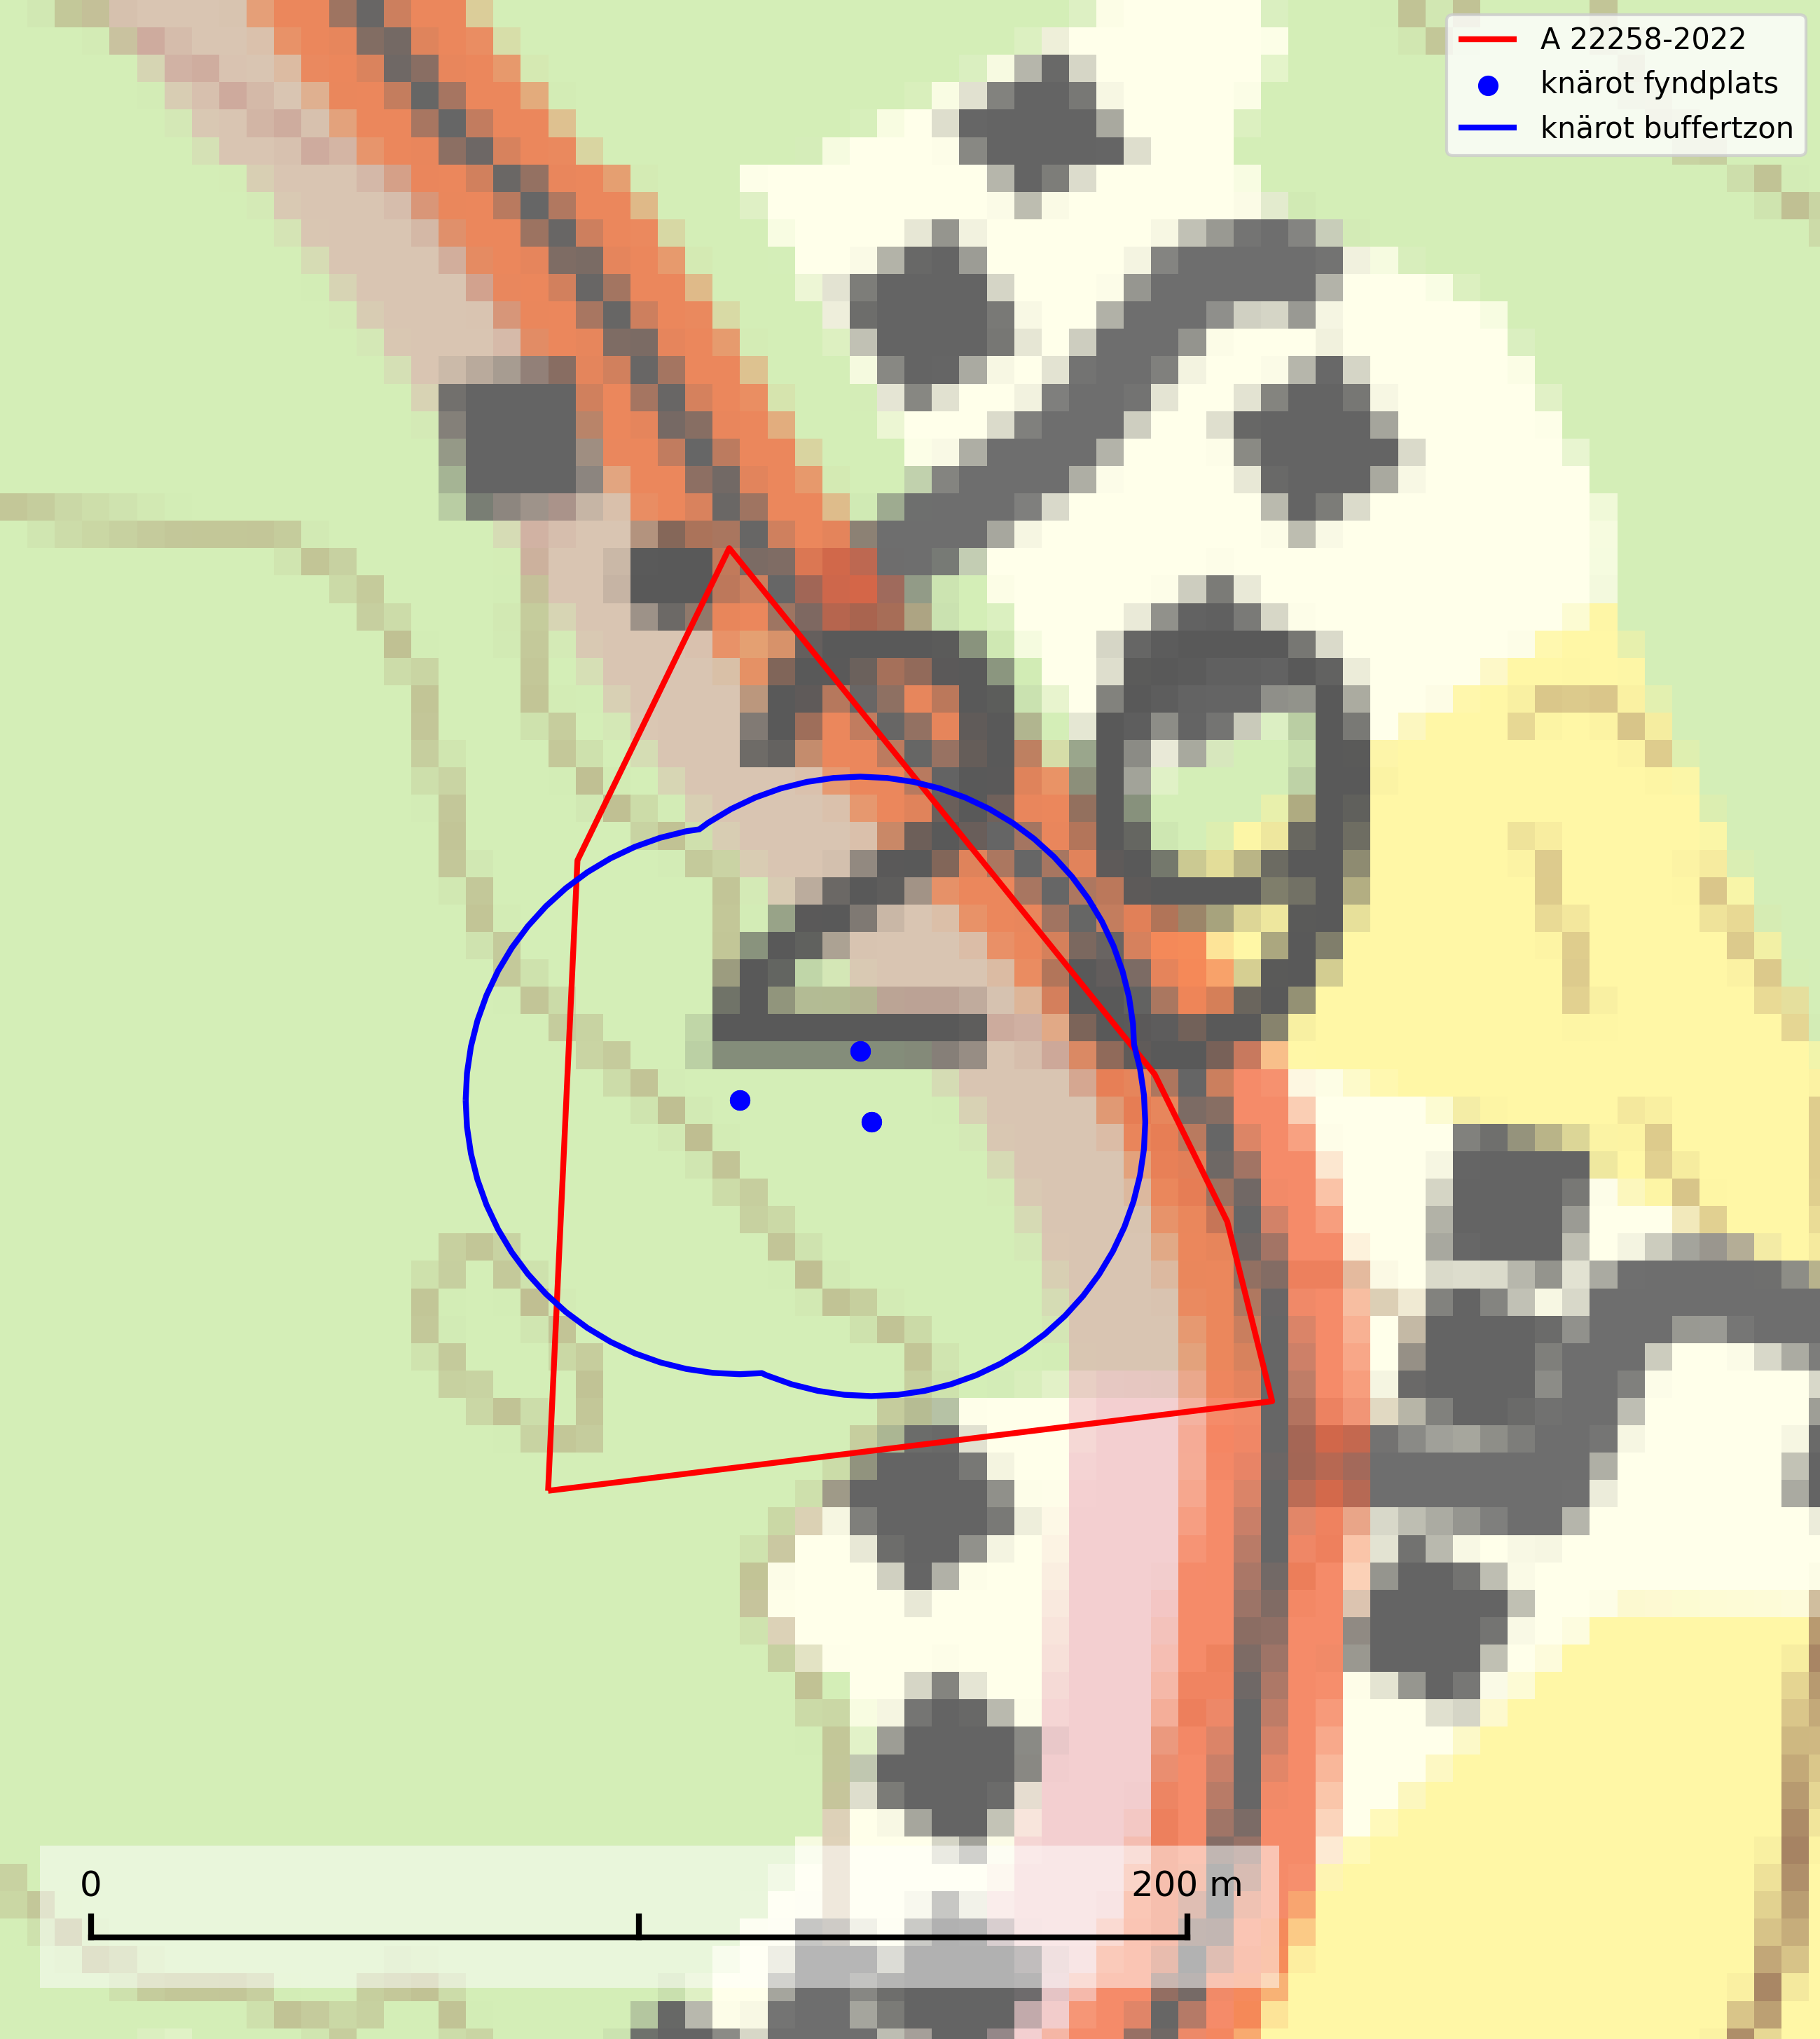 A 22258-2022
knärot fyndplats
knärot buffertzon
0
200 m